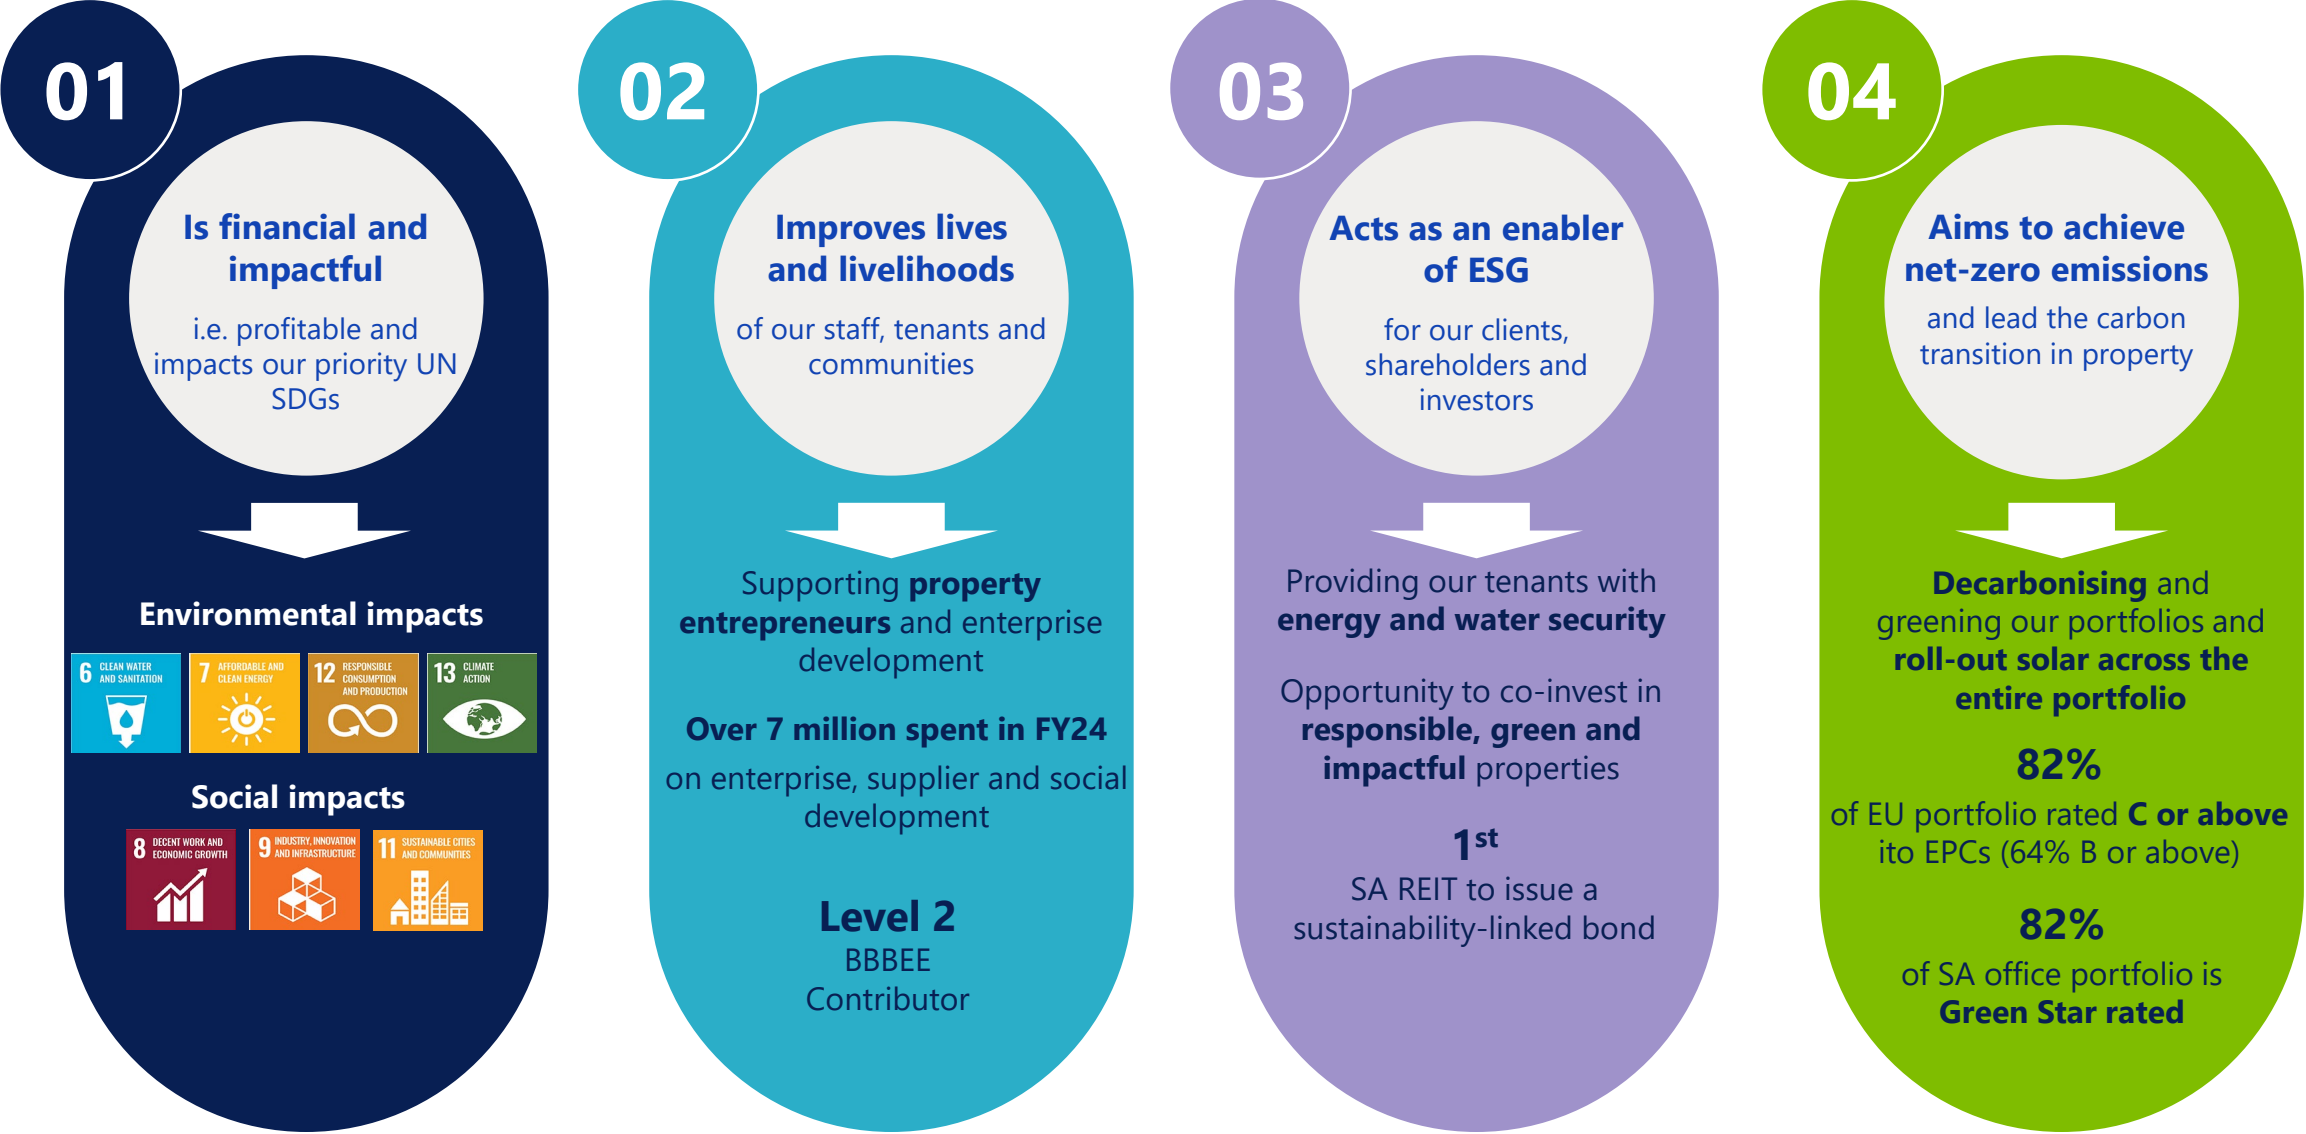 01
Is financial and
impactful
i.e. profitable and
impacts our priority UN
SDGs
Environmental impacts
6 CLEAN WATER
AND SANITATION
7 AFFORDABLE AND
CLEAN ENERGY
12 RESPONSIBLE
CONSUMPTION
AND PRODUCTION
13 CLIMATE
ACTION
Social impacts
8 DECENT WORK AND
ECONOMIC GROWTH
9 INDUSTRY, INNOVATION
AND INFRASTRUCTURE
11 SUSTAINABLE CITIES
AND COMMUNITIES
02
Improves lives
and livelihoods
of our staff, tenants and
communities
Supporting property
entrepreneurs and enterprise
development
Over 7 million spent in FY24
on enterprise, supplier and social
development
Level 2
BBBEE
Contributor
03
Acts as an enabler
of ESG
for our clients,
shareholders and
investors
Providing our tenants with
energy and water security
Opportunity to co-invest in
responsible, green and
impactful properties
1st
SA REIT to issue a
sustainability-linked bond
04
Aims to achieve
net-zero emissions
and lead the carbon
transition in property
Decarbonising and
greening our portfolios and
roll-out solar across the
entire portfolio
82%
of EU portfolio rated C or above
ito EPCs (64% B or above)
82%
of SA office portfolio is
Green Star rated